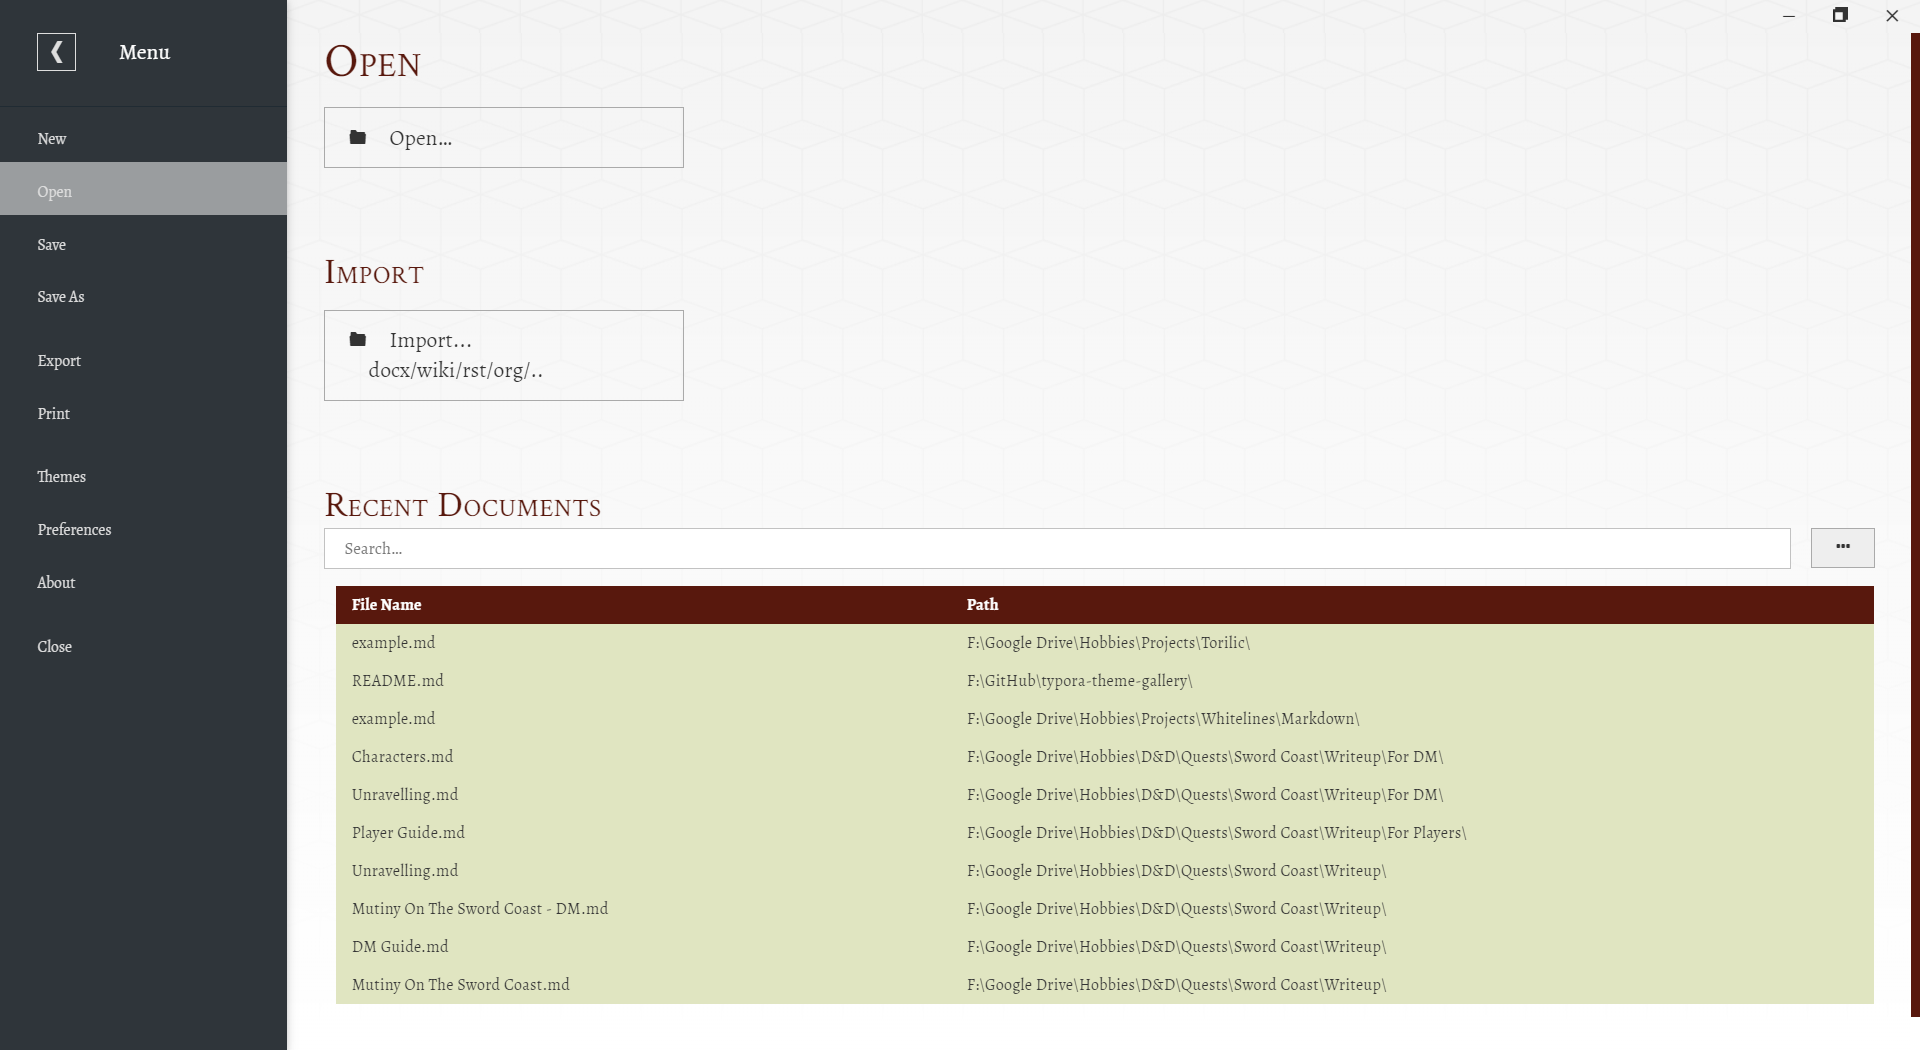 Menu
New
Open
Save
Save As
Export
Print
Themes
Preferences
About
Close
Open
Open...
Import
Import...
docx/wiki/rst/org/..
Recent Documents
Search...
File Name Path
example.md F:\Google Drive\Hobbies\Projects\Torilic\
README.md F:\GitHub\typora-theme-gallery\
example.md F:\Google Drive\Hobbies\Projects\Whitelines\Markdown\
Characters.md F:\Google Drive\Hobbies\D&D\Quests\Sword Coast\Writeup\For DM\
Unravelling.md F:\Google Drive\Hobbies\D&D\Quests\Sword Coast\Writeup\For DM\
Player Guide.md F:\Google Drive\Hobbies\D&D\Quests\Sword Coast\Writeup\For Players\
Unravelling.md F:\Google Drive\Hobbies\D&D\Quests\Sword Coast\Writeup\
Mutiny On The Sword Coast - DM.md F:\Google Drive\Hobbies\D&D\Quests\Sword Coast\Writeup\
DM Guide.md F:\Google Drive\Hobbies\D&D\Quests\Sword Coast\Writeup\
Mutiny On The Sword Coast.md F:\Google Drive\Hobbies\D&D\Quests\Sword Coast\Writeup\